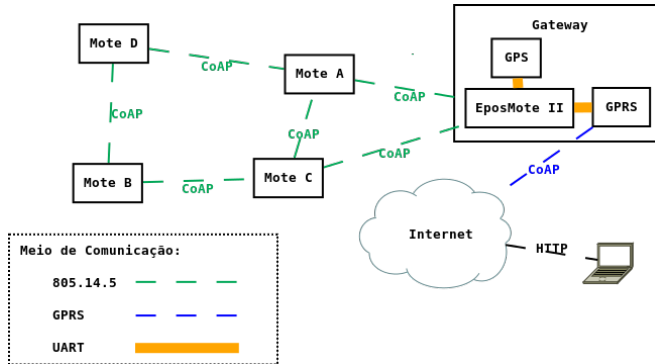 Gateway
Mote D
GPS
CoAP
Mote A
CoAP
EposMote II
GPRS
CoAP
CoAP
CoAP
CoAP
Mote B
Mote C
CoAP
CoAP
Internet
HTTP
Meio de Comunicação:
805.14.5
GPRS
UART